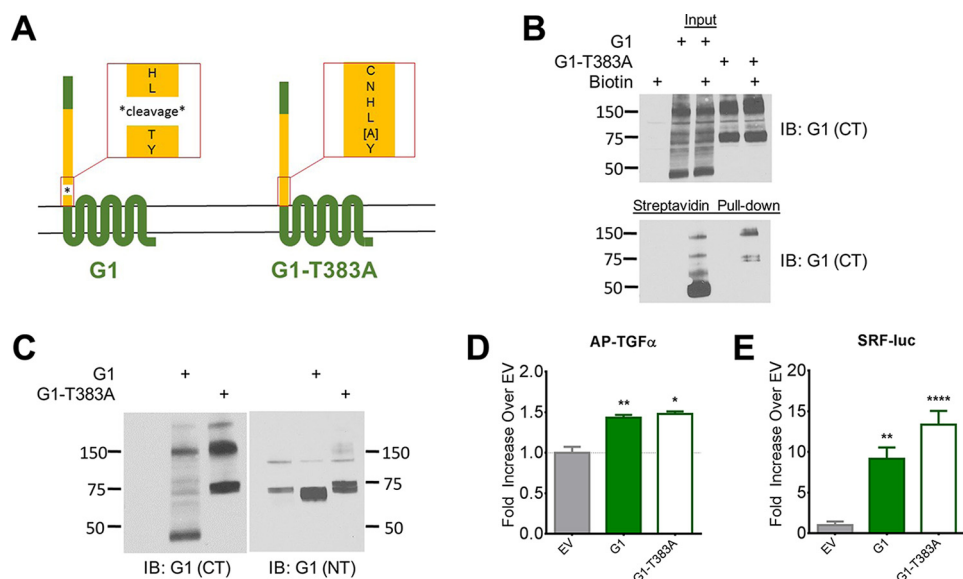 A
H
L
*cleavage*
T
Y
*
G1
C
N
H
L
[A]
Y
G1-T383A
B
Input
G1 + +
G1-T383A + +
Biotin + + +
150
75
50
IB: G1 (CT)
Streptavidin Pull-down
150
75
50
IB: G1 (CT)
C
G1 + +
G1-T383A + +
150
75
50
IB: G1 (CT)
150
75
50
IB: G1 (NT)
D
AP-TGFα
Fold Increase Over EV
2.0
1.5
1.0
0.5
0.0
**
*
EV
G1
G1-T383A
E
SRF-luc
Fold Increase Over EV
20
15
10
5
0
**
****
EV
G1
G1-T383A